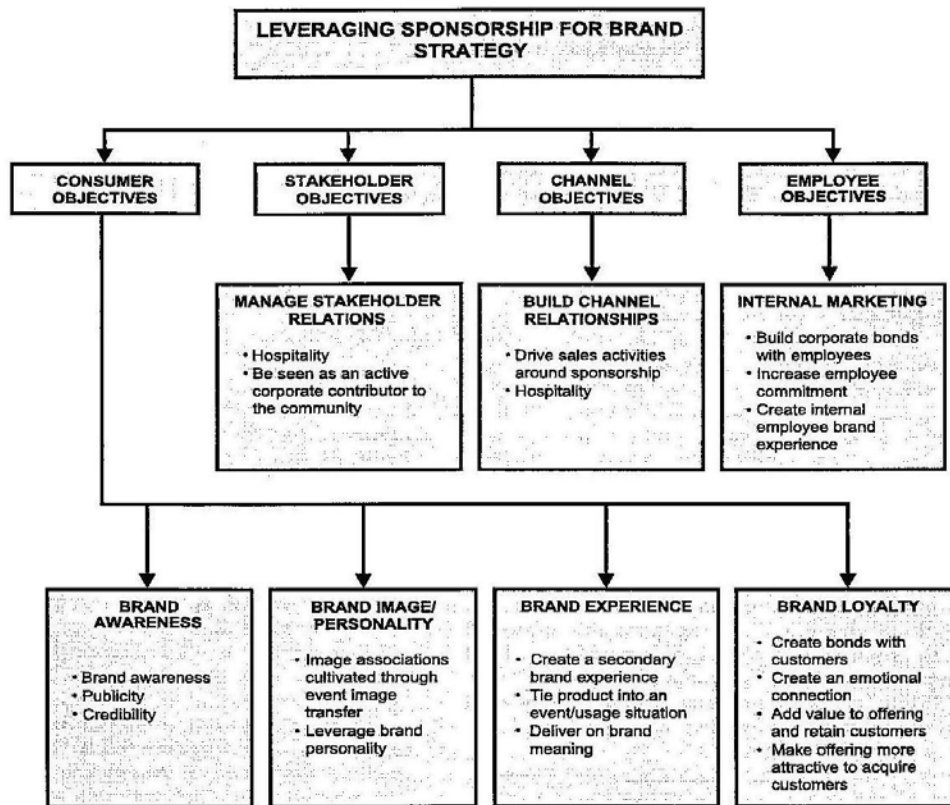 LEVERAGING SPONSORSHIP FOR BRAND
STRATEGY
CONSUMER
OBJECTIVES
STAKEHOLDER
OBJECTIVES
CHANNEL
OBJECTIVES
EMPLOYEE
OBJECTIVES
MANAGE STAKEHOLDER
RELATIONS
• Hospitality
• Be seen as an active
corporate contributor to
the community
BUILD CHANNEL
RELATIONSHIPS
• Drive sales activities
around sponsorship
• Hospitality
INTERNAL MARKETING
• Build corporate bonds
with employees
• Increase employee
commitment
• Create internal
employee brand
experience
BRAND
AWARENESS
• Brand awareness
• Publicity
• Credibility
BRAND IMAGE/
PERSONALITY
• Image associations
cultivated through
event image
transfer
• Leverage brand
personality
BRAND EXPERIENCE
• Create a secondary
brand experience
• Tie product into an
event/usage situation
• Deliver on brand
meaning
BRAND LOYALTY
• Create bonds with
customers
• Create an emotional
connection
• Add value to offering
and retain customers
• Make offering more
attractive to acquire
customers